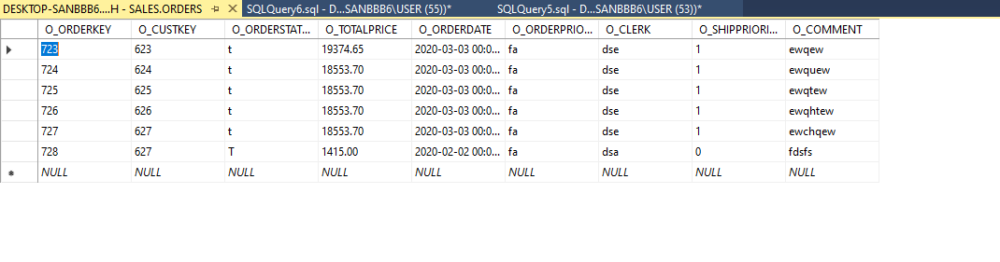 DESKTOP-SANBBB6....H - SALES.ORDERS SQLQuery6.sql - D...SANBBB6\USER (55))* SQLQuery5.sql - D...SANBBB6\USER (53))*
O_ORDERKEY O_CUSTKEY O_ORDERSTAT... O_TOTALPRICE O_ORDERDATE O_ORDERPRIO... O_CLERK O_SHIPPRIORI... O_COMMENT
723 623 t 19374.65 2020-03-03 00:0... fa dse 1 ewqew
724 624 t 18553.70 2020-03-03 00:0... fa dse 1 ewquew
725 625 t 18553.70 2020-03-03 00:0... fa dse 1 ewqtew
726 626 t 18553.70 2020-03-03 00:0... fa dse 1 ewqhtew
727 627 t 18553.70 2020-03-03 00:0... fa dse 1 ewchqew
728 627 T 1415.00 2020-02-02 00:0... fa dsa 0 fdsfs
NULL NULL NULL NULL NULL NULL NULL NULL NULL